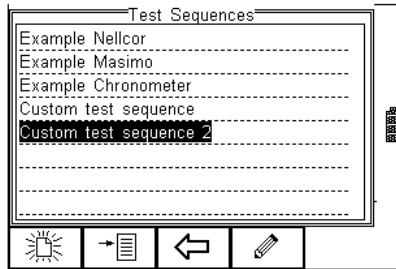 Test Sequences
Example Nellcor
Example Masimo
Example Chronometer
Custom test sequence
Custom test sequence 2